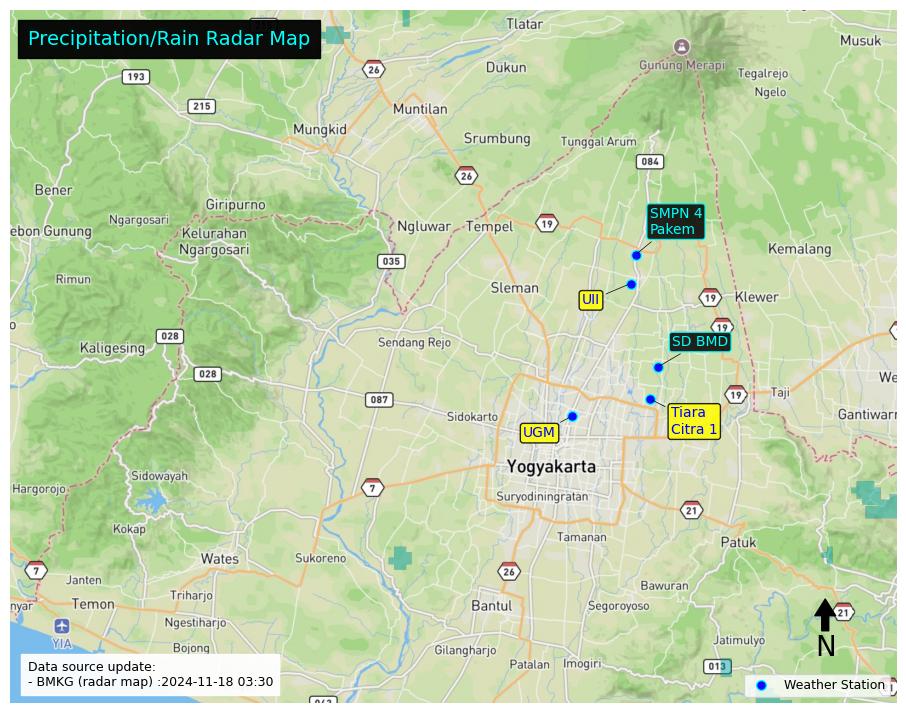 Precipitation/Rain Radar Map
Tlatar
Musuk
26
Gunung Merapi
Dukun
Tegalrejo
193
Ngelo
215
Muntilan
Mungkid
Srumbung
Tunggal Arum
084
26
Bener
Giripurno
SMPN 4
Pakem
Ngargosari
Ngluwar
Tempel
19
ebon Gunung
Kelurahan
Ngargosari
Kemalang
035
Rimun
Sleman
UII
19
Klewer
19
028
Sendang Rejo
SD BMD
Kaligesing
028
We
087
19
Taji
Sidokarto
Tiara
Citra 1
Gantiwarn
UGM
Yogyakarta
Sidowayah
Hargorojo
7
Suryodiningratan
21
Kokap
Tamanan
Patuk
Wates
Sukoreno
7
26
Janten
Bawuran
Triharjo
nyar
Temon
Bantul
Segoroyoso
21
Ngestiharjo
YIA
N
Jatimulyo
Bojong
Gilangharjo
Patalan
Imogiri
013
Data source update:
- BMKG (radar map) :2024-11-18 03:30
Weather Station